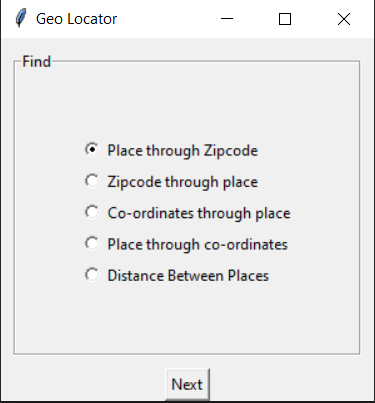 Geo Locator
Find
Place through Zipcode
Zipcode through place
Co-ordinates through place
Place through co-ordinates
Distance Between Places
Next